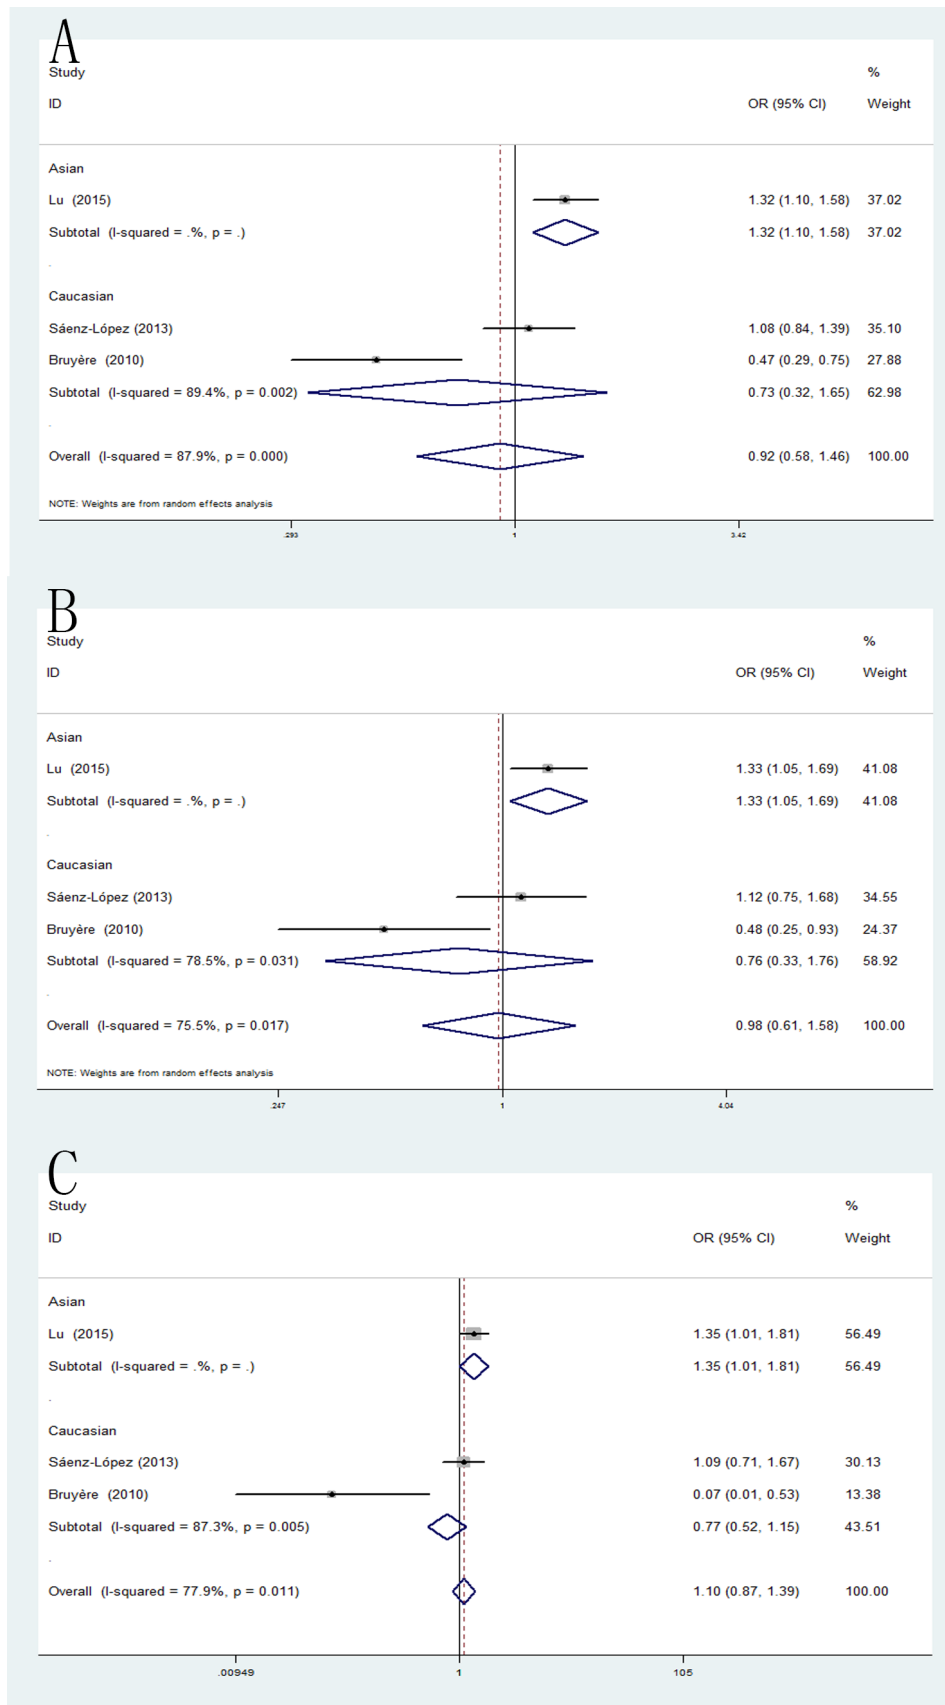 A
Study %
ID OR (95% CI) Weight
Asian
Lu (2015) 1.32 (1.10, 1.58) 37.02
Subtotal (I-squared = .%, p = .) 1.32 (1.10, 1.58) 37.02
.
Caucasian
Sáenz-López (2013) 1.08 (0.84, 1.39) 35.10
Bruyère (2010) 0.47 (0.29, 0.75) 27.88
Subtotal (I-squared = 89.4%, p = 0.002) 0.73 (0.32, 1.65) 62.98
.
Overall (I-squared = 87.9%, p = 0.000) 0.92 (0.58, 1.46) 100.00
NOTE: Weights are from random effects analysis
.293 1 3.42
B
Study %
ID OR (95% CI) Weight
Asian
Lu (2015) 1.33 (1.05, 1.69) 41.08
Subtotal (I-squared = .%, p = .) 1.33 (1.05, 1.69) 41.08
.
Caucasian
Sáenz-López (2013) 1.12 (0.75, 1.68) 34.55
Bruyère (2010) 0.48 (0.25, 0.93) 24.37
Subtotal (I-squared = 78.5%, p = 0.031) 0.76 (0.33, 1.76) 58.92
.
Overall (I-squared = 75.5%, p = 0.017) 0.98 (0.61, 1.58) 100.00
NOTE: Weights are from random effects analysis
.247 1 4.04
C
Study %
ID OR (95% CI) Weight
Asian
Lu (2015) 1.35 (1.01, 1.81) 56.49
Subtotal (I-squared = .%, p = .) 1.35 (1.01, 1.81) 56.49
.
Caucasian
Sáenz-López (2013) 1.09 (0.71, 1.67) 30.13
Bruyère (2010) 0.07 (0.01, 0.53) 13.38
Subtotal (I-squared = 87.3%, p = 0.005) 0.77 (0.52, 1.15) 43.51
.
Overall (I-squared = 77.9%, p = 0.011) 1.10 (0.87, 1.39) 100.00
.00949 1 105